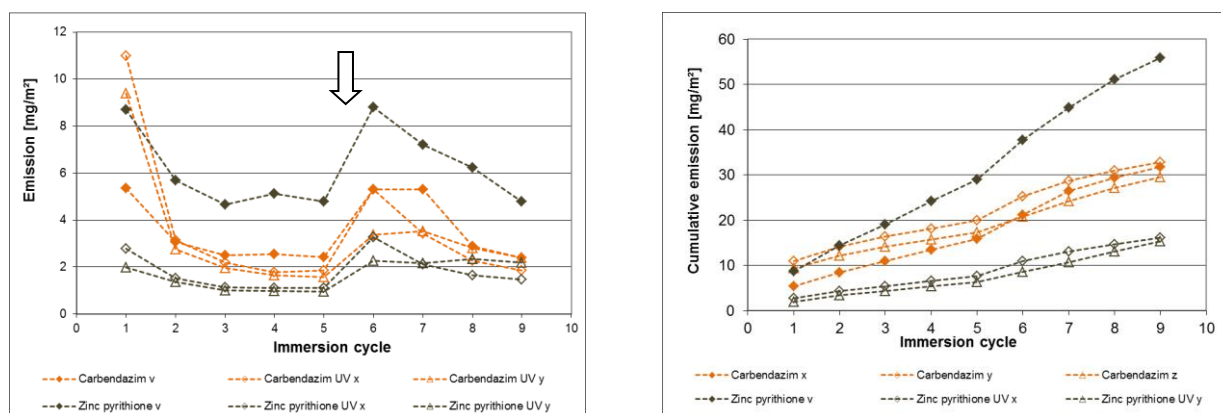 12
10
8
6
4
2
0
Emission [mg/m²]
0 1 2 3 4 5 6 7 8 9 10
Immersion cycle
Carbendazim v Carbendazim UV x Carbendazim UV y
Zinc pyrithione v Zinc pyrithione UV x Zinc pyrithione UV y
60
50
40
30
20
10
0
Cumulative emission [mg/m²]
0 1 2 3 4 5 6 7 8 9 10
Immersion cycle
Carbendazim x Carbendazim y Carbendazim z
Zinc pyrithione v Zinc pyrithione UV x Zinc pyrithione UV y